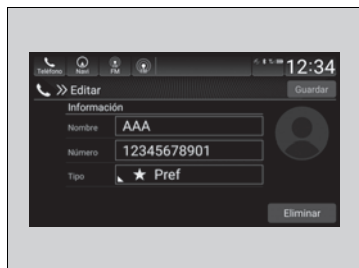 Teléfono Navi FM 12:34
Editar Guardar
Información
Nombre AAA
Número 12345678901
Tipo ★ Pref
Eliminar